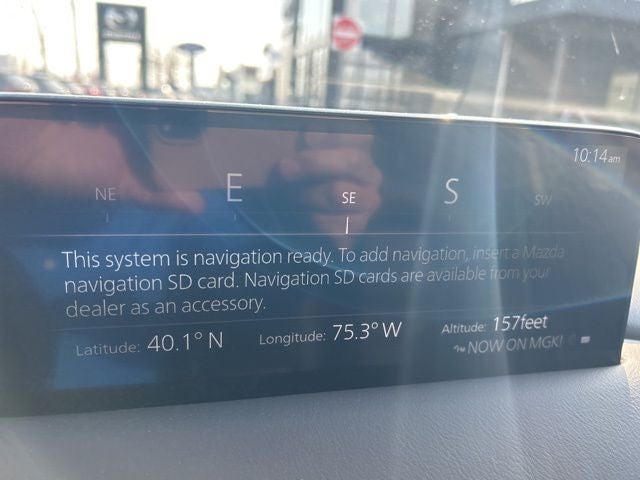 10:14am
NE E SE S SW
This system is navigation ready. To add navigation, insert a Mazda
navigation SD card. Navigation SD cards are available from your
dealer as an accessory.
Latitude: 40.1° N Longitude: 75.3° W Altitude: 157feet
NOW ON MGK!